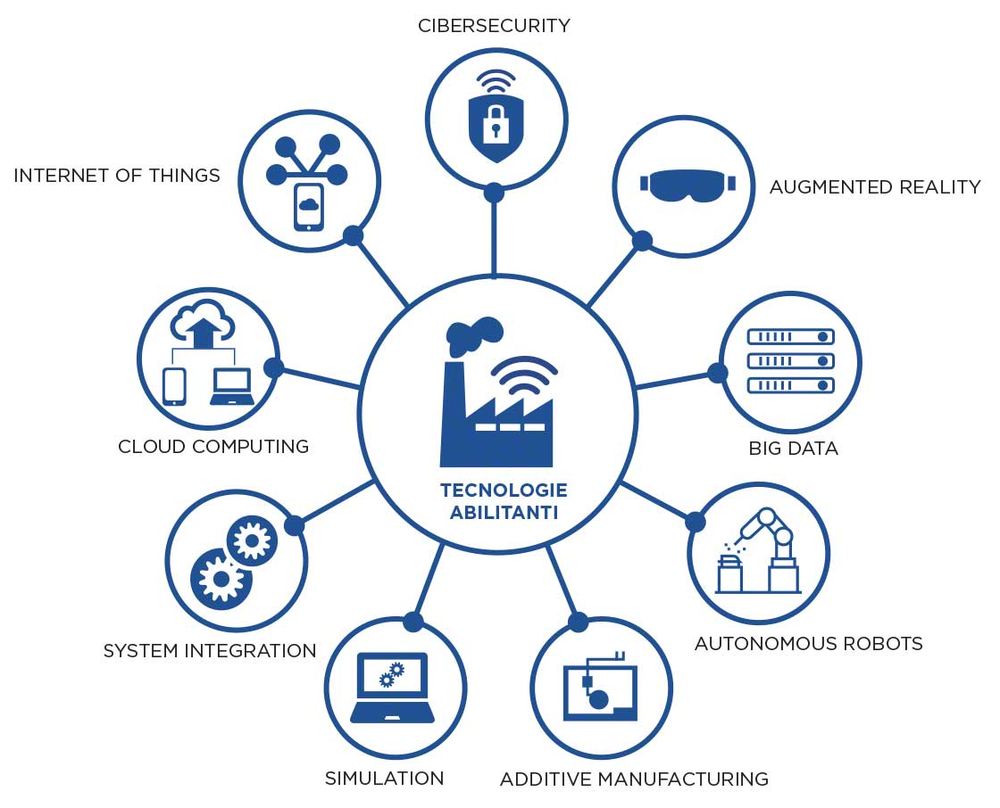 CIBERSECURITY
INTERNET OF THINGS
AUGMENTED REALITY
CLOUD COMPUTING
BIG DATA
TECNOLOGIE
ABILITANTI
SYSTEM INTEGRATION
AUTONOMOUS ROBOTS
SIMULATION
ADDITIVE MANUFACTURING